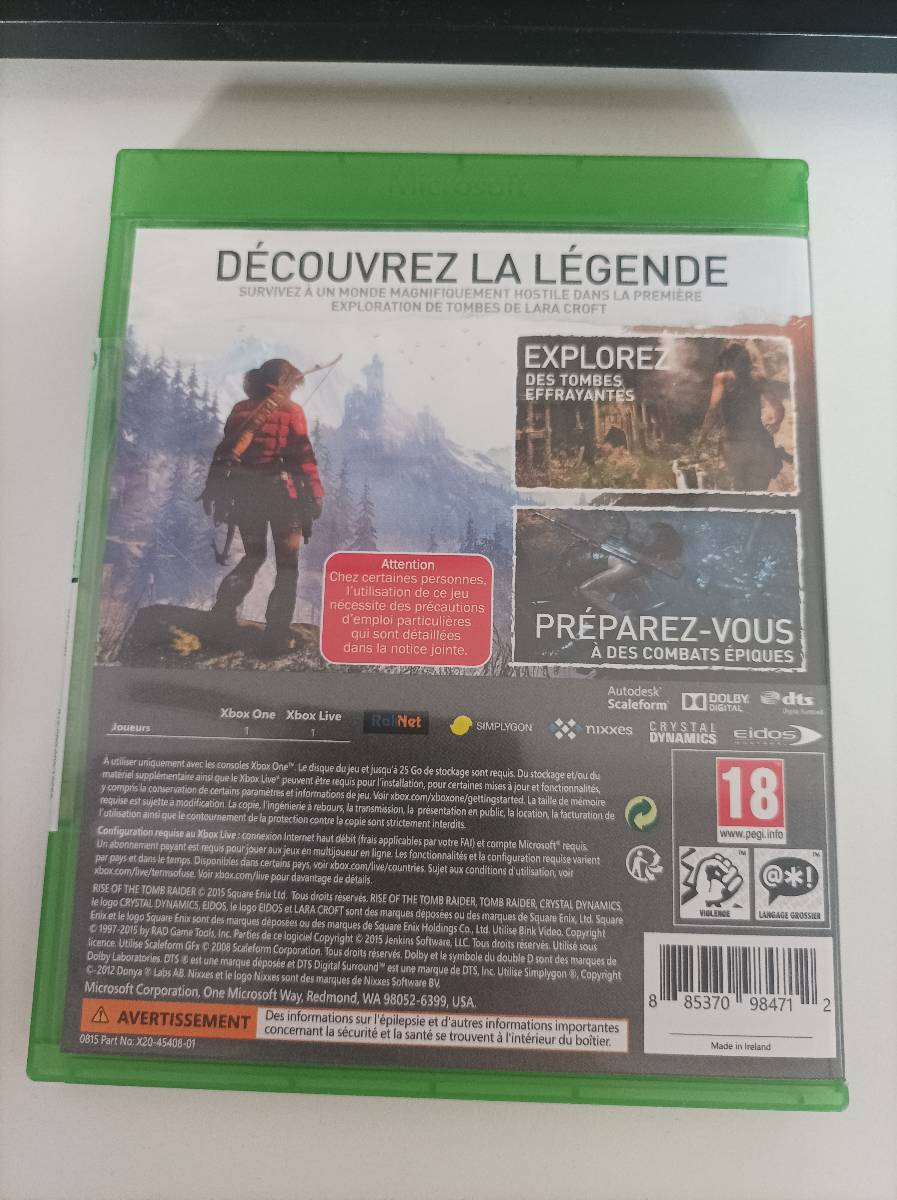 Microsoft
DÉCOUVREZ LA LÉGENDE
SURVIVEZ À UN MONDE MAGNIFIQUEMENT HOSTILE DANS LA PREMIÈRE
EXPLORATION DE TOMBES DE LARA CROFT
EXPLOREZ
DES TOMBES
EFFRAYANTES
Attention
Chez certaines personnes,
l'utilisation de ce jeu
nécessite des précautions
d'emploi particulières
qui sont détaillées
dans la notice jointe.
PRÉPAREZ-VOUS
À DES COMBATS ÉPIQUES
Xbox One Xbox Live
Joueurs 1 1
RakNet
SIMPLYGON
nixxes
Autodesk®
Scaleform®
DOLBY
DIGITAL
dts
CRYSTAL
DYNAMICS
eidos
À utiliser uniquement avec les consoles Xbox One™. Le disque du jeu et jusqu'à 25 Go de stockage sont requis. Du stockage et/ou du
matériel supplémentaire ainsi que le Xbox Live® peuvent être requis pour l'installation, pour certaines mises à jour et fonctionnalités,
y compris la conservation de certains paramètres et informations de jeu. Voir xbox.com/xboxone/gettingstarted. La taille de mémoire
requise est sujette à modification. La copie, l'ingénierie à rebours, la transmission, la présentation en public, la location, la facturation de
l'utilisation ainsi que le contournement de la protection contre la copie sont strictement interdits.
Configuration requise au Xbox Live : connexion Internet haut débit (frais applicables par votre FAI) et compte Microsoft® requis.
Un abonnement payant est requis pour jouer aux jeux en multijoueur en ligne. Les fonctionnalités et la configuration requise varient
par pays et dans le temps. Disponibles dans certains pays, voir xbox.com/live/countries. Sujet aux conditions d'utilisation, voir
xbox.com/live/termsofuse. Voir xbox.com/live pour davantage de détails.
RISE OF THE TOMB RAIDER © 2015 Square Enix Ltd. Tous droits réservés. RISE OF THE TOMB RAIDER, TOMB RAIDER, CRYSTAL DYNAMICS,
le logo CRYSTAL DYNAMICS, EIDOS, le logo EIDOS et LARA CROFT sont des marques déposées ou des marques de Square Enix, Ltd. Square
Enix et le logo Square Enix sont des marques déposées ou des marques de Square Enix Holdings Co., Ltd. Utilise Bink Video. Copyright
© 1997-2015 by RAD Game Tools, Inc. Parties de ce logiciel Copyright © 2015 Jenkins Software, LLC. Tous droits réservés. Utilisé sous
licence. Utilise Scaleform GFx © 2008 Scaleform Corporation. Tous droits réservés. Dolby et le symbole du double D sont des marques de
Dolby Laboratories. DTS ® est une marque déposée et DTS Digital Surround™ est une marque de DTS, Inc. Utilise Simplygon ®, Copyright
©-2012 Donya ® Labs AB. Nixxes et le logo Nixxes sont des marques de Nixxes Software BV.
Microsoft Corporation, One Microsoft Way, Redmond, WA 98052-6399, USA.
18
www.pegi.info
VIOLENCE
@*!
LANGAGE GROSSIER
8 85370 98471 2
Made in Ireland
AVERTISSEMENT
Des informations sur l'épilepsie et d'autres informations importantes
concernant la sécurité et la santé se trouvent à l'intérieur du boîtier.
0815 Part No: X20-45408-01